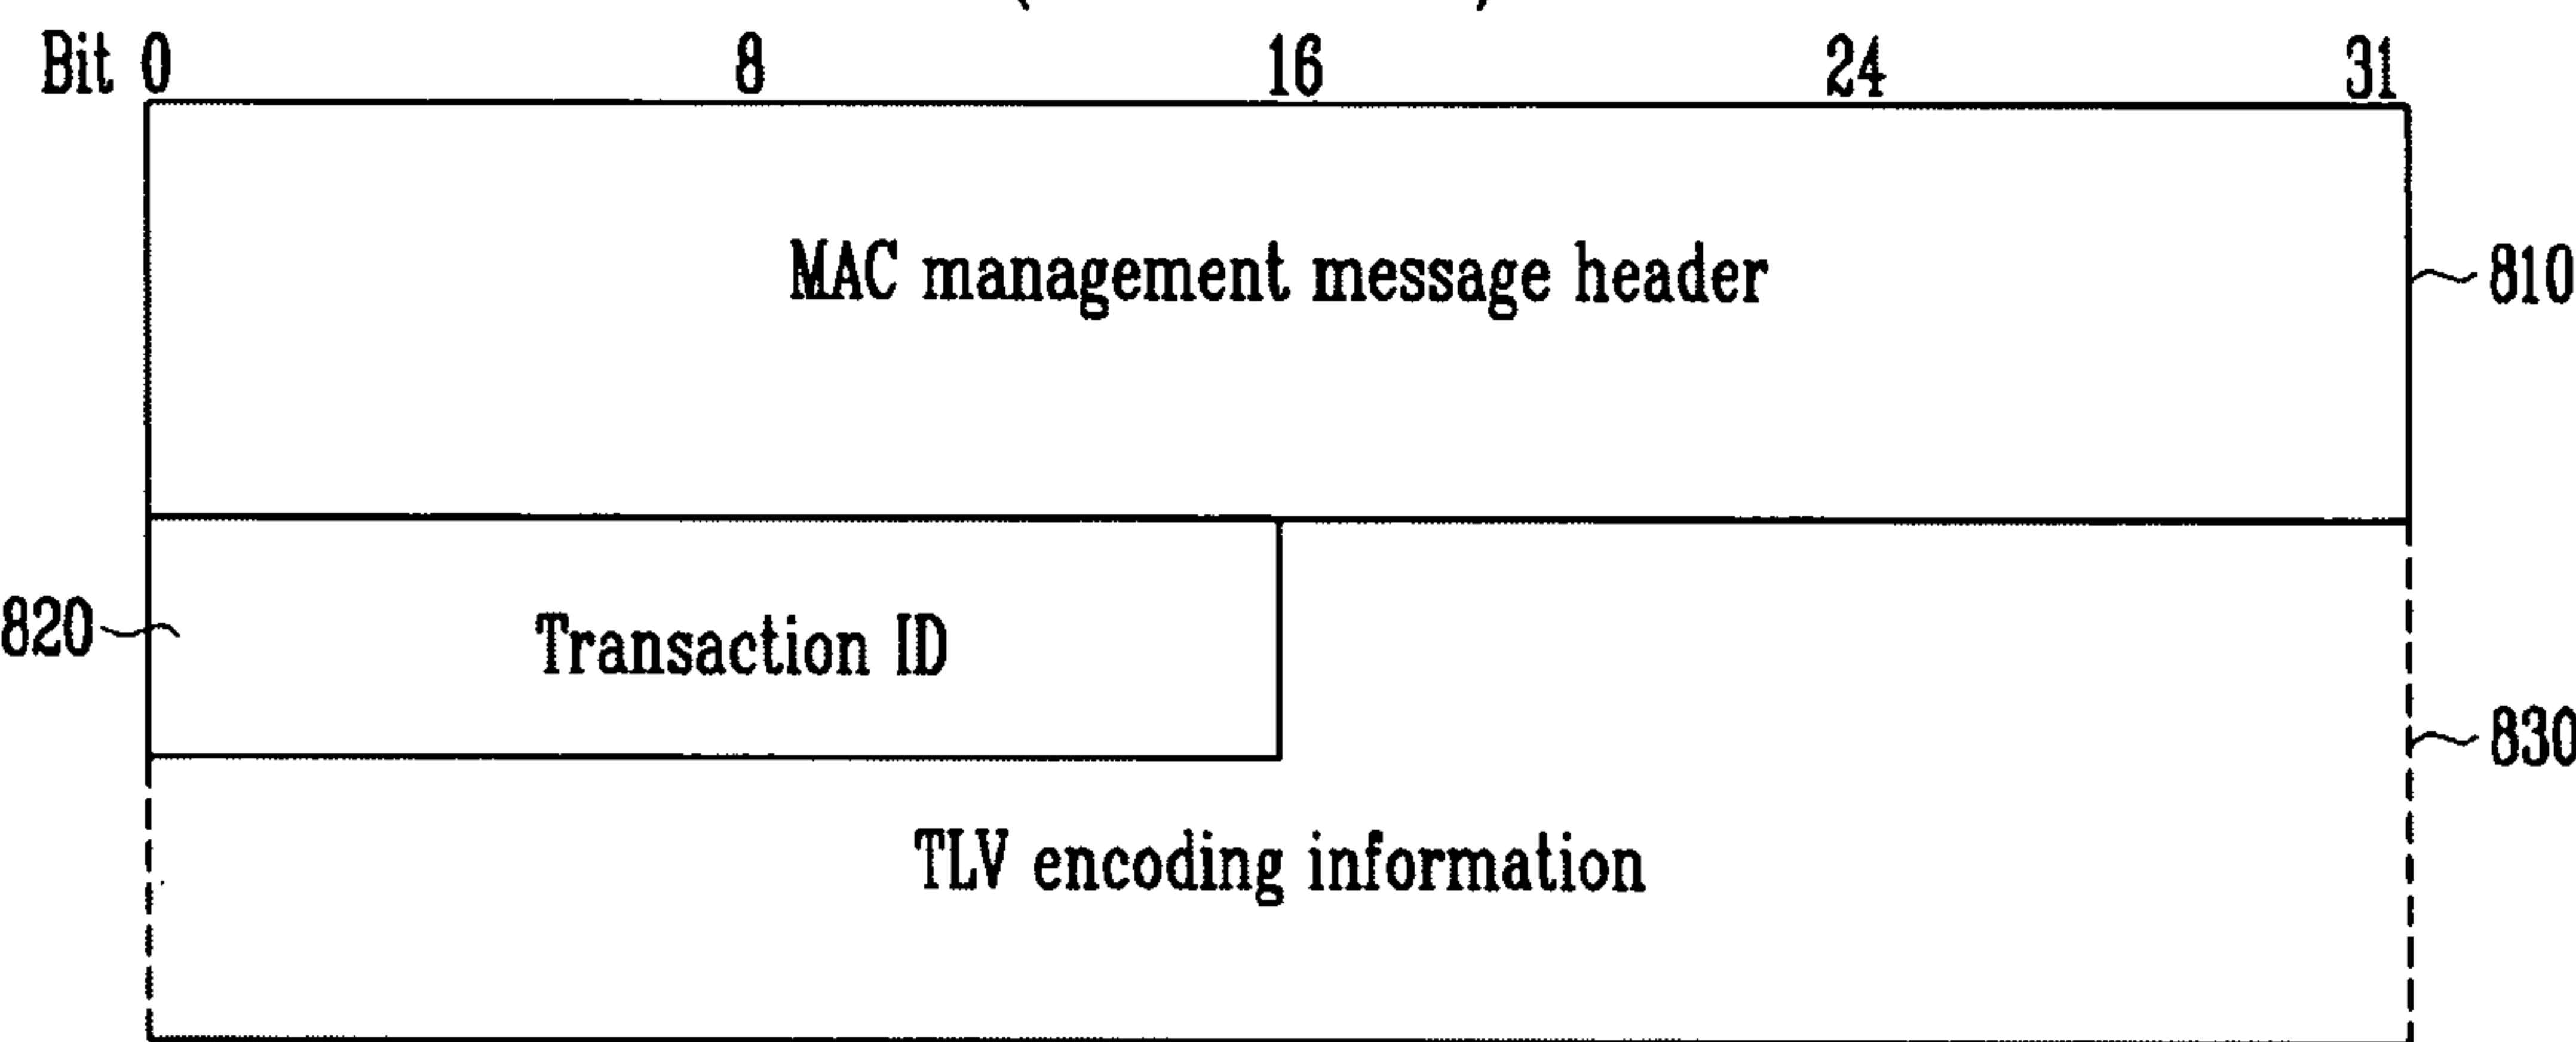 Bit 0 8 16 24 31
MAC management message header
810
820
Transaction ID
830
TLV encoding information